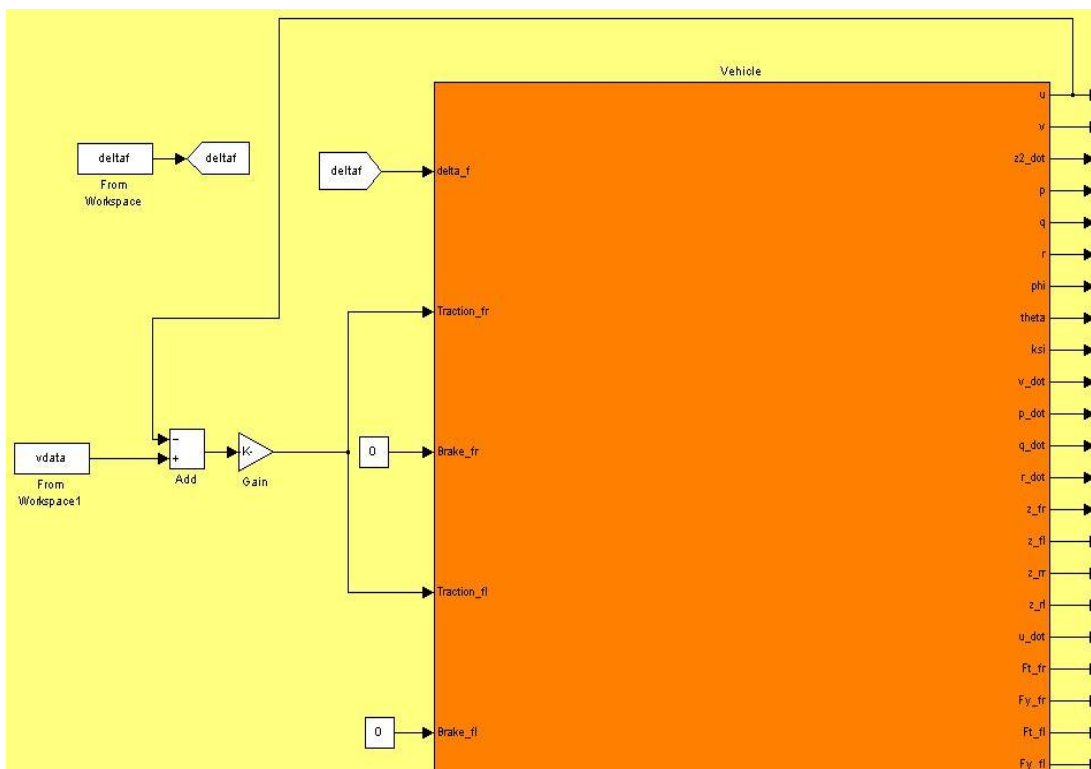 Vehicle
u
v
deltaf
deltaf
From
Workspace
deltaf
delta_f
z2_dot
p
q
r
phi
Traction_fr
theta
ksi
v_dot
p_dot
-
+
Add
K-
Gain
0
Brake_fr
vdata
From
Workspace1
q_dot
r_dot
z_fr
z_fl
z_rr
Traction_fl
z_rl
u_dot
Ft_fr
Fy_fr
0
Brake_fl
Ft_fl
Fy_fl